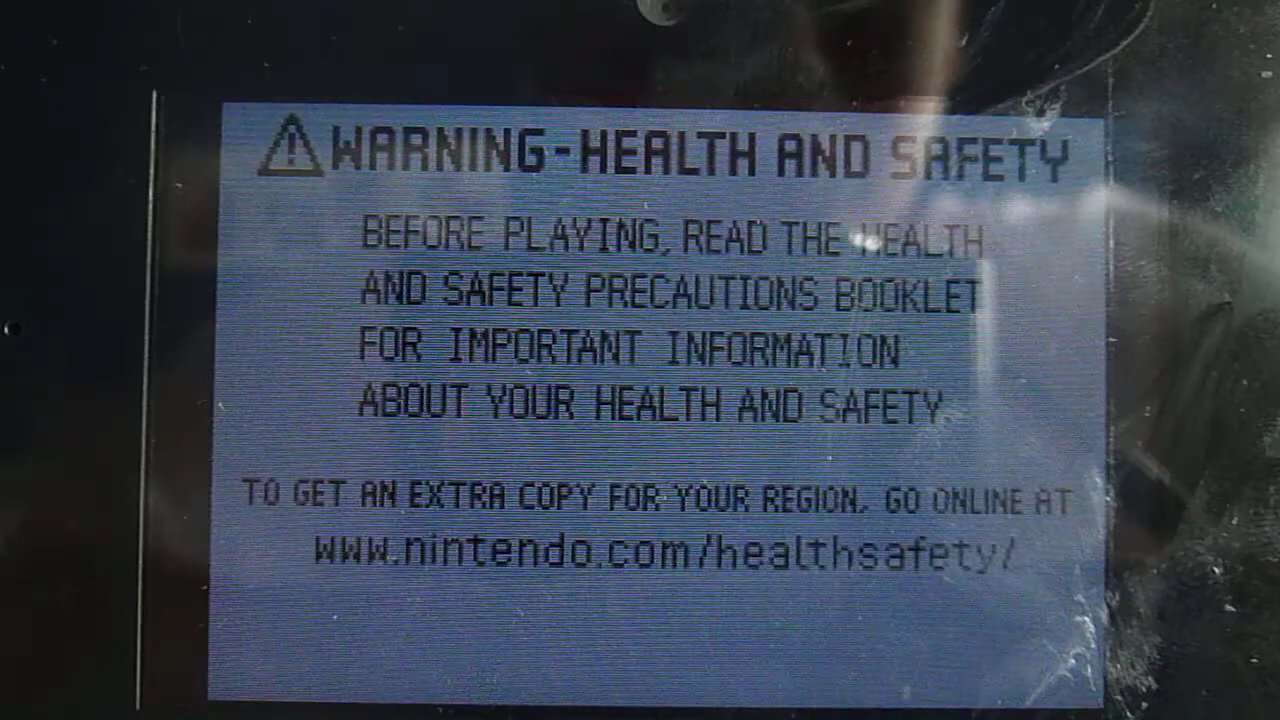 WARNING-HEALTH AND SAFETY
BEFORE PLAYING, READ THE HEALTH
AND SAFETY PRECAUTIONS BOOKLET
FOR IMPORTANT INFORMATION
ABOUT YOUR HEALTH AND SAFETY.
TO GET AN EXTRA COPY FOR YOUR REGION, GO ONLINE AT
www.nintendo.com/healthsafety/